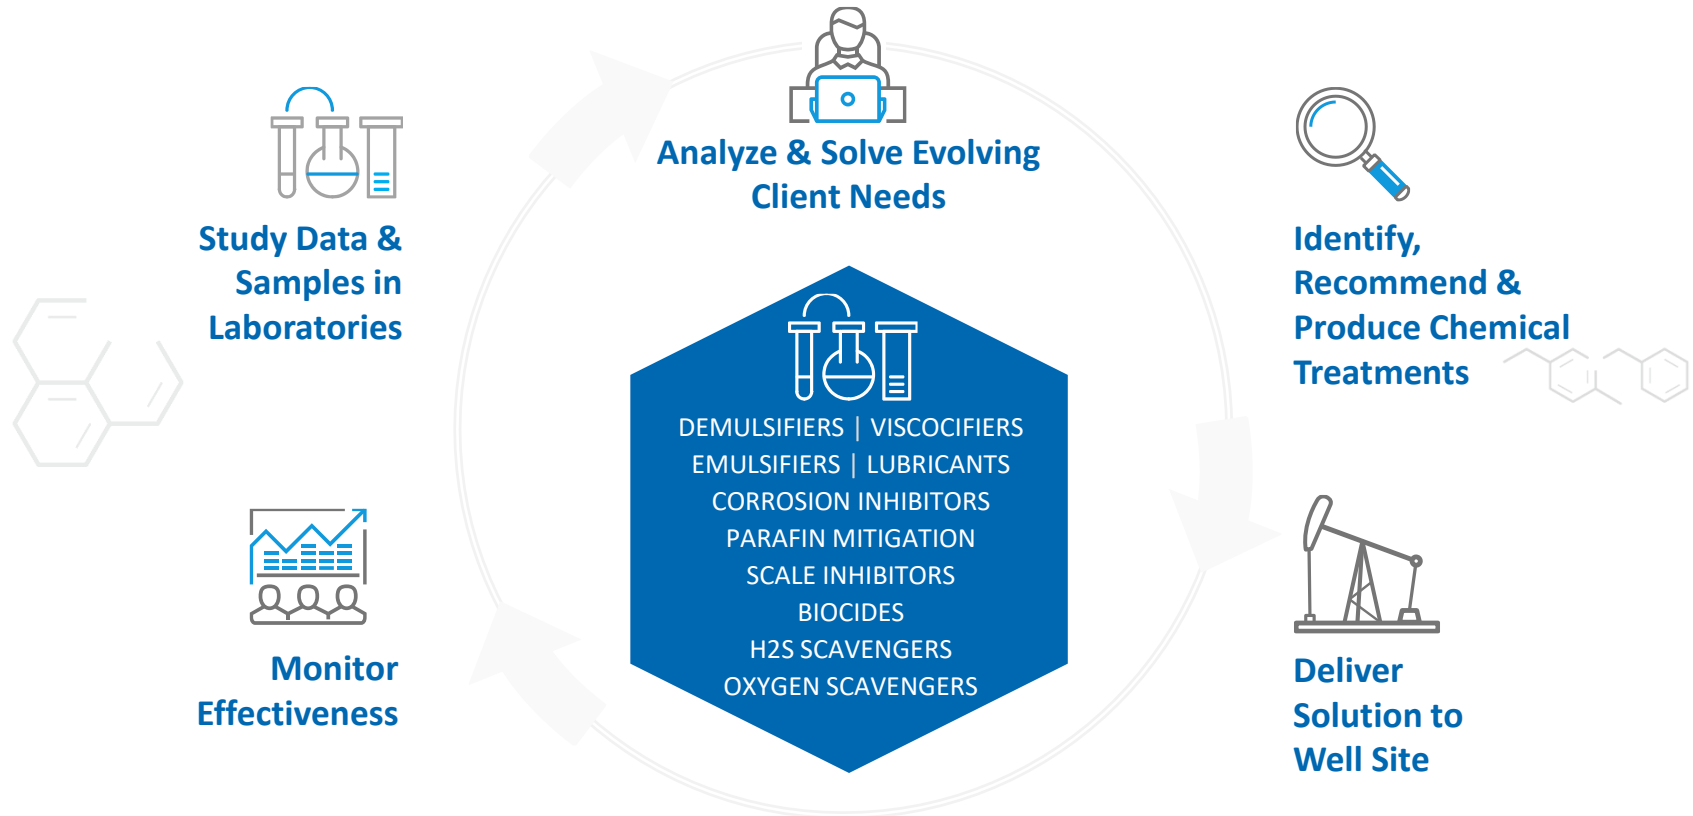 Analyze & Solve Evolving
Client Needs
Identify,
Recommend &
Produce Chemical
Treatments
Deliver
Solution to
Well Site
Monitor
Effectiveness
Study Data &
Samples in
Laboratories
DEMULSIFIERS | VISCOCIFIERS
EMULSIFIERS | LUBRICANTS
CORROSION INHIBITORS
PARAFIN MITIGATION
SCALE INHIBITORS
BIOCIDES
H2S SCAVENGERS
OXYGEN SCAVENGERS